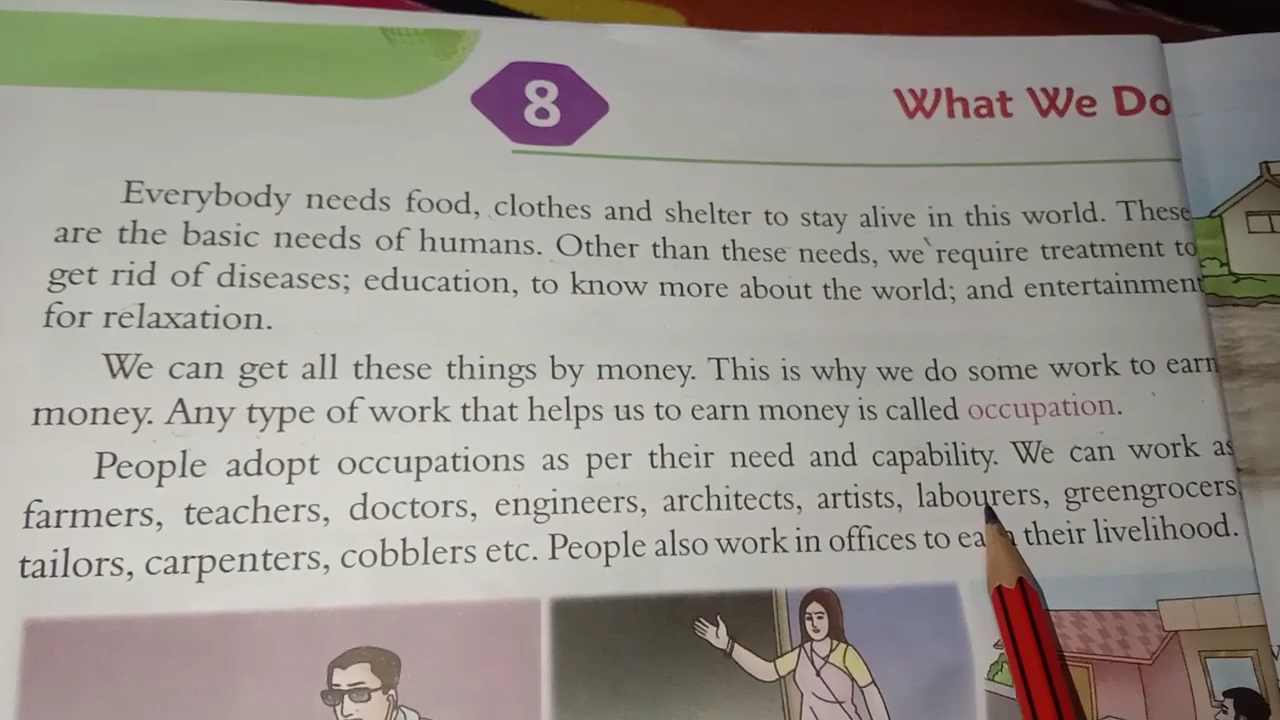 8
What We Do
Everybody needs food, clothes and shelter to stay alive in this world. These
are the basic needs of humans. Other than these needs, we require treatment to
get rid of diseases; education, to know more about the world; and entertainment
for relaxation.
We can get all these things by money. This is why we do some work to earn
money. Any type of work that helps us to earn money is called occupation.
People adopt occupations as per their need and capability. We can work as
farmers, teachers, doctors, engineers, architects, artists, labourers, greengrocers,
tailors, carpenters, cobblers etc. People also work in offices to earn their livelihood.